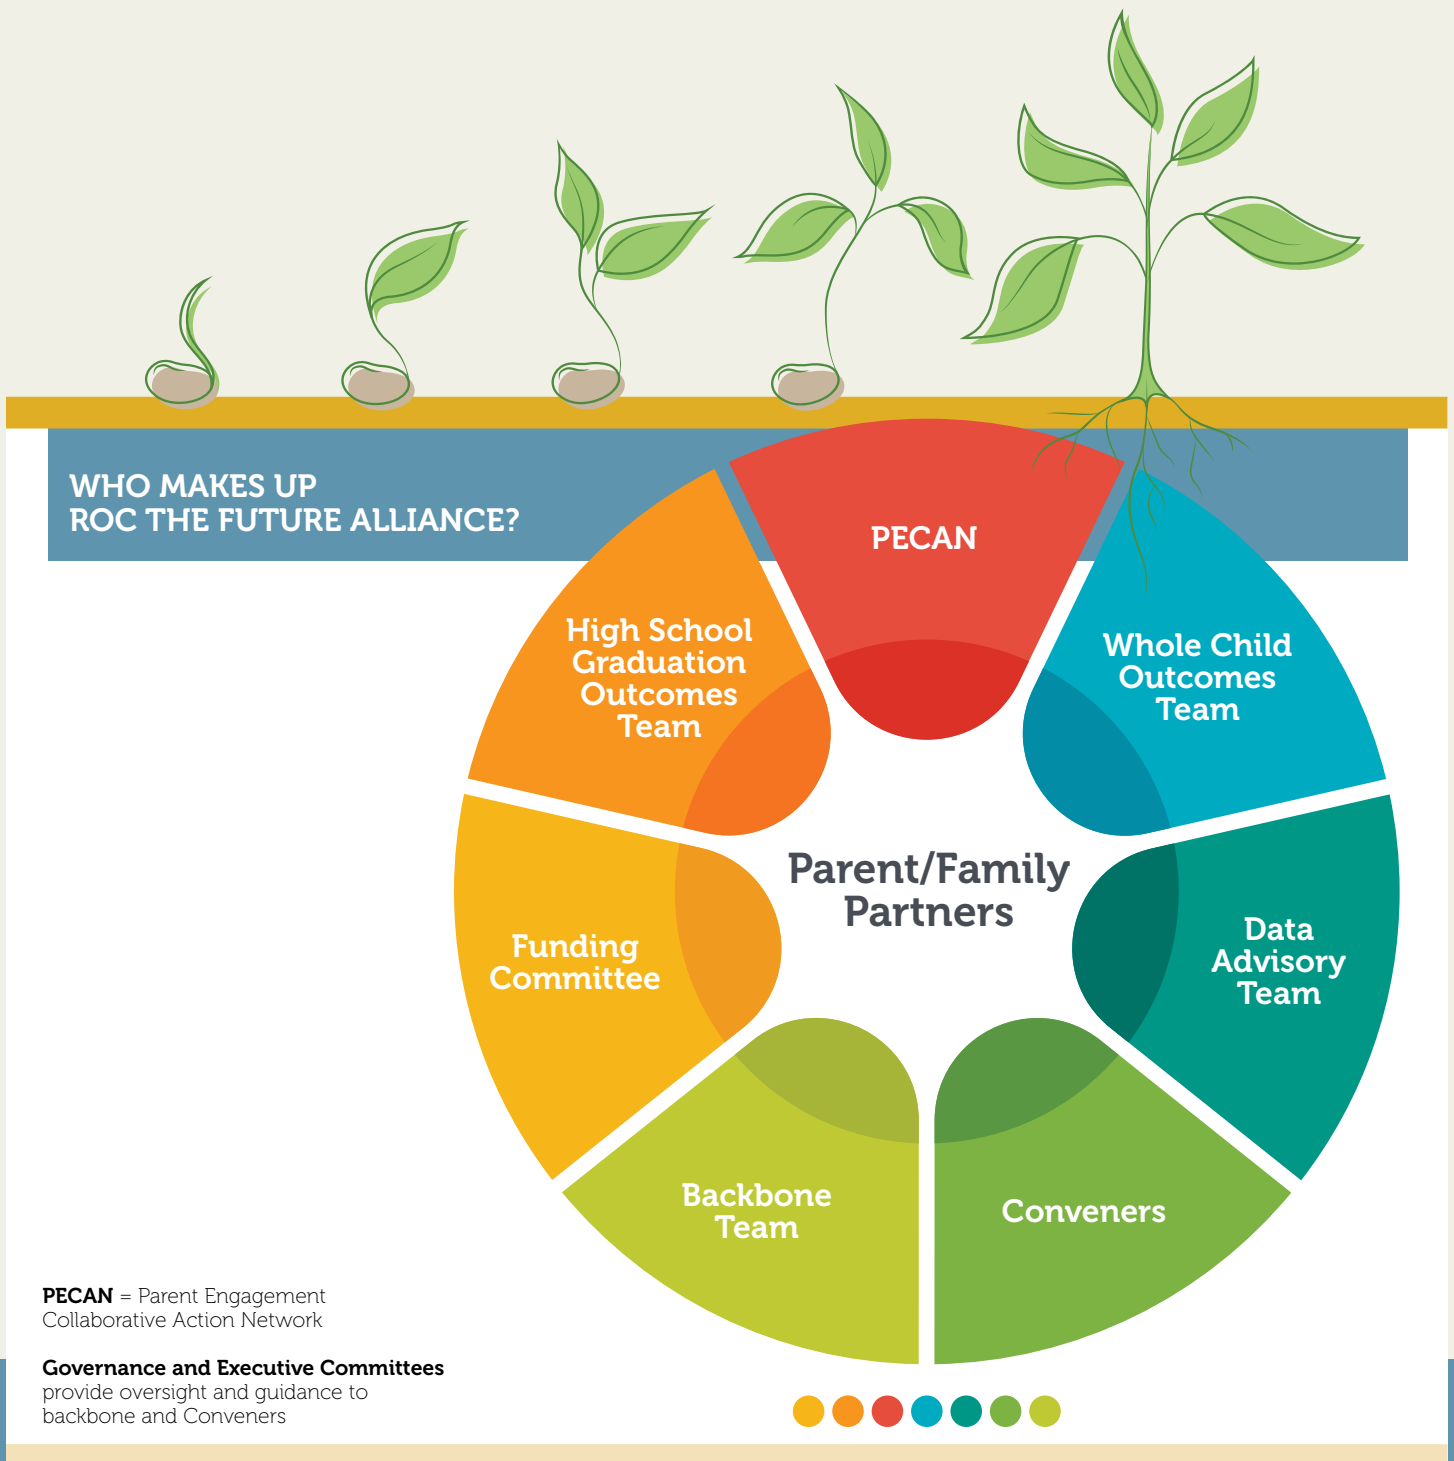 WHO MAKES UP
ROC THE FUTURE ALLIANCE?
PECAN
High School
Graduation
Outcomes
Team
Whole Child
Outcomes
Team
Parent/Family
Partners
Funding
Committee
Data
Advisory
Team
Backbone
Team
Conveners
PECAN = Parent Engagement
Collaborative Action Network
Governance and Executive Committees
provide oversight and guidance to
backbone and Conveners